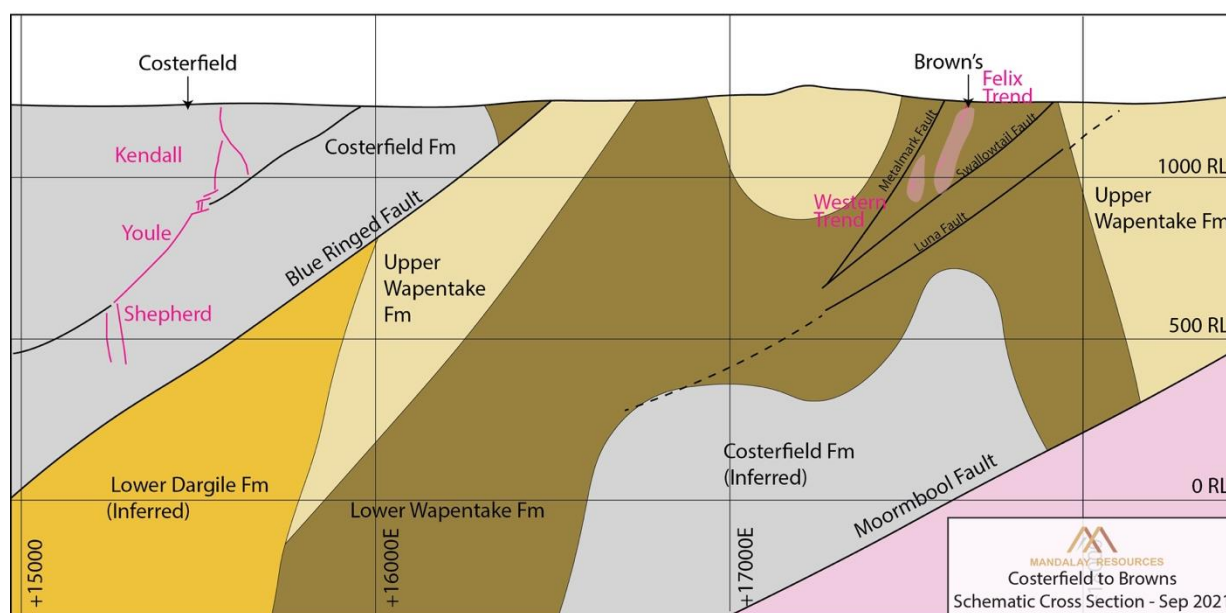 Costerfield
Brown's
Felix
Trend
Kendall
Costerfield Fm
Metalmark Fault
Swallowtail Fault
1000 RL
Western
Trend
Upper
Wapentake Fm
Youle
Blue Ringed Fault
Luna Fault
Upper
Wapentake
Fm
Shepherd
500 RL
Costerfield Fm
(Inferred)
Moormbool Fault
Lower Dargile Fm
(Inferred)
Lower Wapentake Fm
0 RL
+15000
+16000E
+17000E
MANDALAY RESOURCES
Costerfield to Browns
Schematic Cross Section - Sep 2021